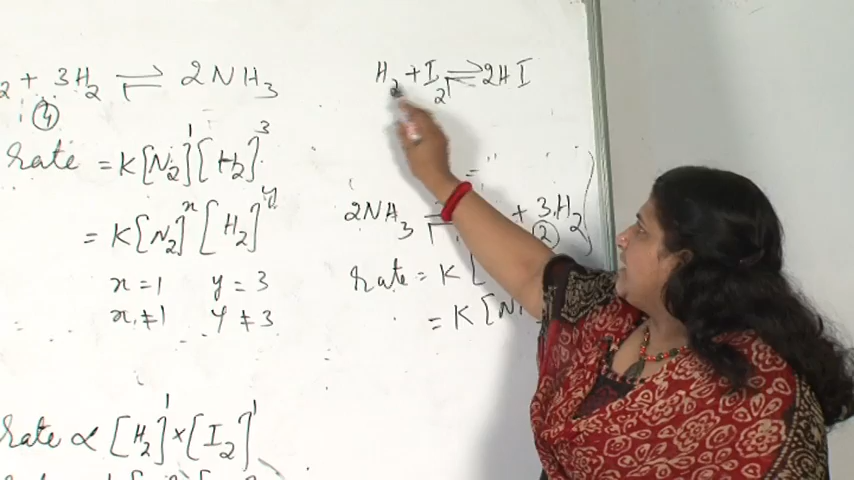 ₂ + 3H₂ ⇌ 2NH₃
④
Rate = K[N₂]¹[H₂]³
= K[N₂]ˣ[H₂]ʸ
x = 1 y = 3
x ≠ 1 y ≠ 3
Rate ∝ [H₂]¹×[I₂]¹
H₂ + I₂ ⇌ 2HI
2NH₃ + 3H₂
②
Rate = K[
= K[N